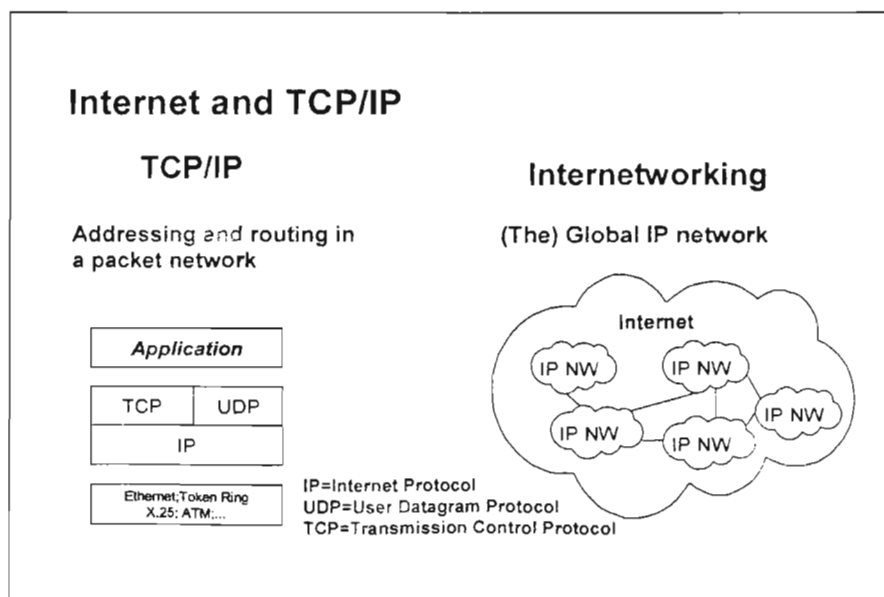 Internet and TCP/IP
TCP/IP
Addressing and routing in
a packet network
Application
TCP
UDP
IP
Ethernet;Token Ring
X.25; ATM;...
IP=Internet Protocol
UDP=User Datagram Protocol
TCP=Transmission Control Protocol
Internetworking
(The) Global IP network
Internet
IP NW
IP NW
IP NW
IP NW
IP NW